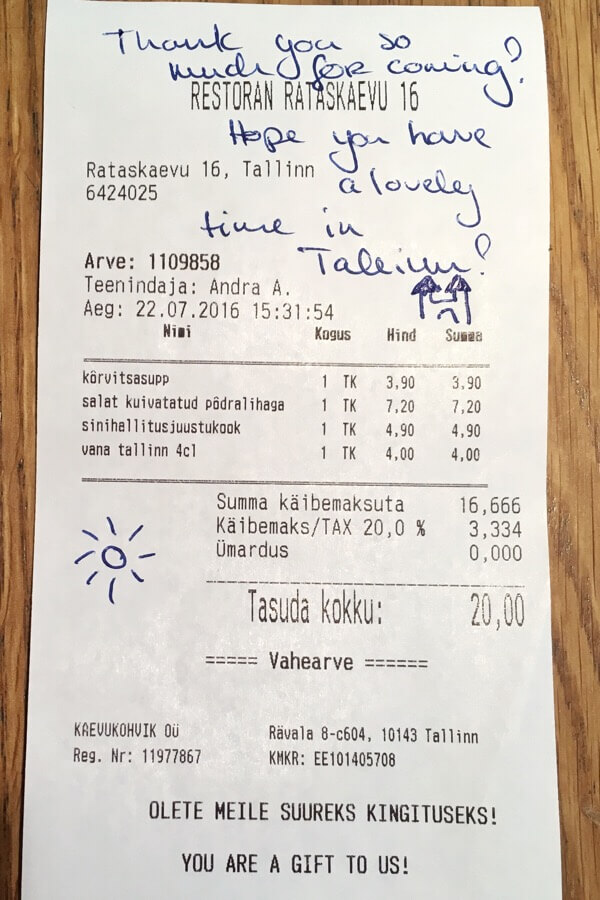 Thank you so
much for coming!
RESTORAN RATASKAEVU 16
Hope you have
Rataskaevu 16, Tallinn
a lovely
6424025
time in
Tallinn!
Arve: 1109858
Teenindaja: Andra A.
Aeg: 22.07.2016 15:31:54
Nimi Kogus Hind Summa
kõrvitsasupp 1 TK 3,90 3,90
salat kuivatatud põdralihaga 1 TK 7,20 7,20
sinihallitusjuustukook 1 TK 4,90 4,90
vana tallinn 4cl 1 TK 4,00 4,00
Summa käibemaksuta 16,666
Käibemaks/TAX 20,0 % 3,334
Ümardus 0,000
Tasuda kokku: 20,00
===== Vahearve ======
KAEVUKOHVIK OÜ Rävala 8-c604, 10143 Tallinn
Reg. Nr: 11977867 KMKR: EE101405708
OLETE MEILE SUUREKS KINGITUSEKS!
YOU ARE A GIFT TO US!